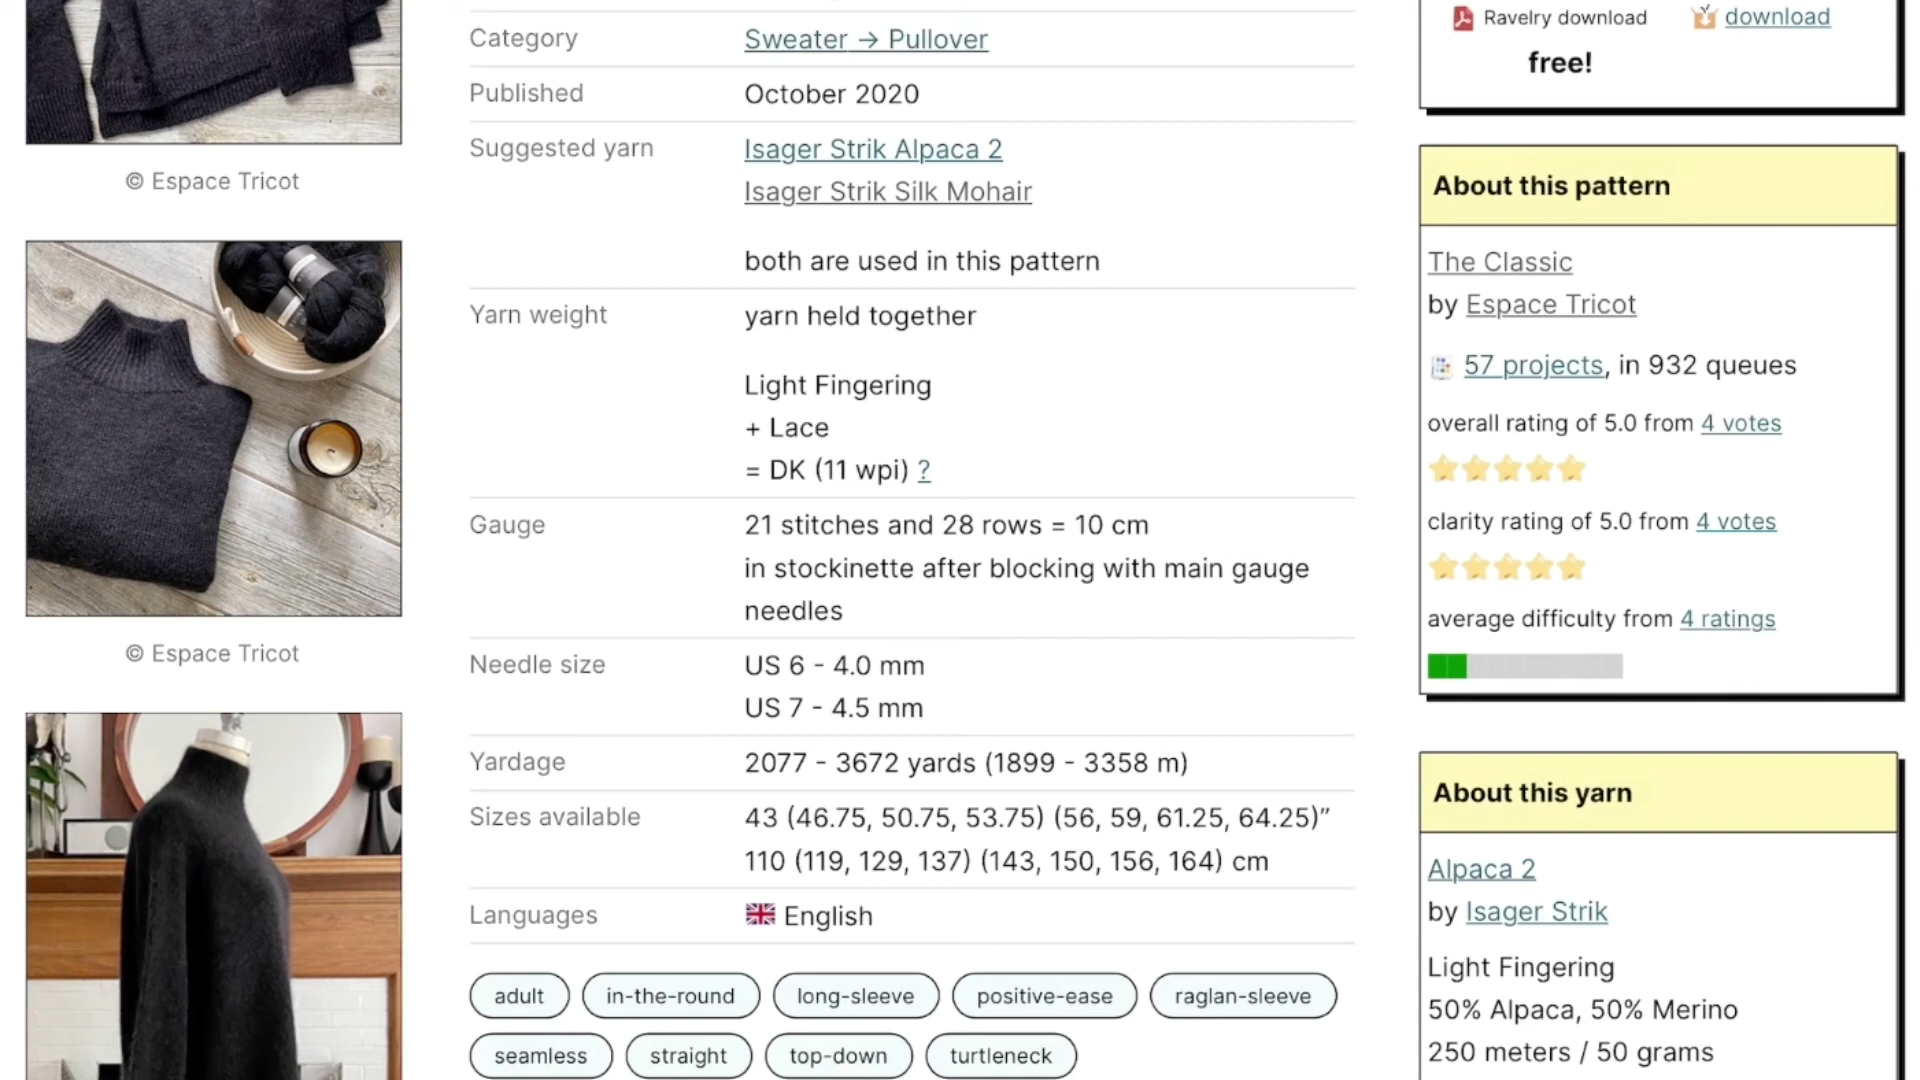 © Espace Tricot
© Espace Tricot
Category
Sweater → Pullover
Published
October 2020
Suggested yarn
Isager Strik Alpaca 2
Isager Strik Silk Mohair
both are used in this pattern
Yarn weight
yarn held together
Light Fingering
+ Lace
= DK (11 wpi) ?
Gauge
21 stitches and 28 rows = 10 cm
in stockinette after blocking with main gauge
needles
Needle size
US 6 - 4.0 mm
US 7 - 4.5 mm
Yardage
2077 - 3672 yards (1899 - 3358 m)
Sizes available
43 (46.75, 50.75, 53.75) (56, 59, 61.25, 64.25)”
110 (119, 129, 137) (143, 150, 156, 164) cm
Languages
English
adult in-the-round long-sleeve positive-ease raglan-sleeve
seamless straight top-down turtleneck
Ravelry download download
free!
About this pattern
The Classic
by Espace Tricot
57 projects, in 932 queues
overall rating of 5.0 from 4 votes
clarity rating of 5.0 from 4 votes
average difficulty from 4 ratings
About this yarn
Alpaca 2
by Isager Strik
Light Fingering
50% Alpaca, 50% Merino
250 meters / 50 grams